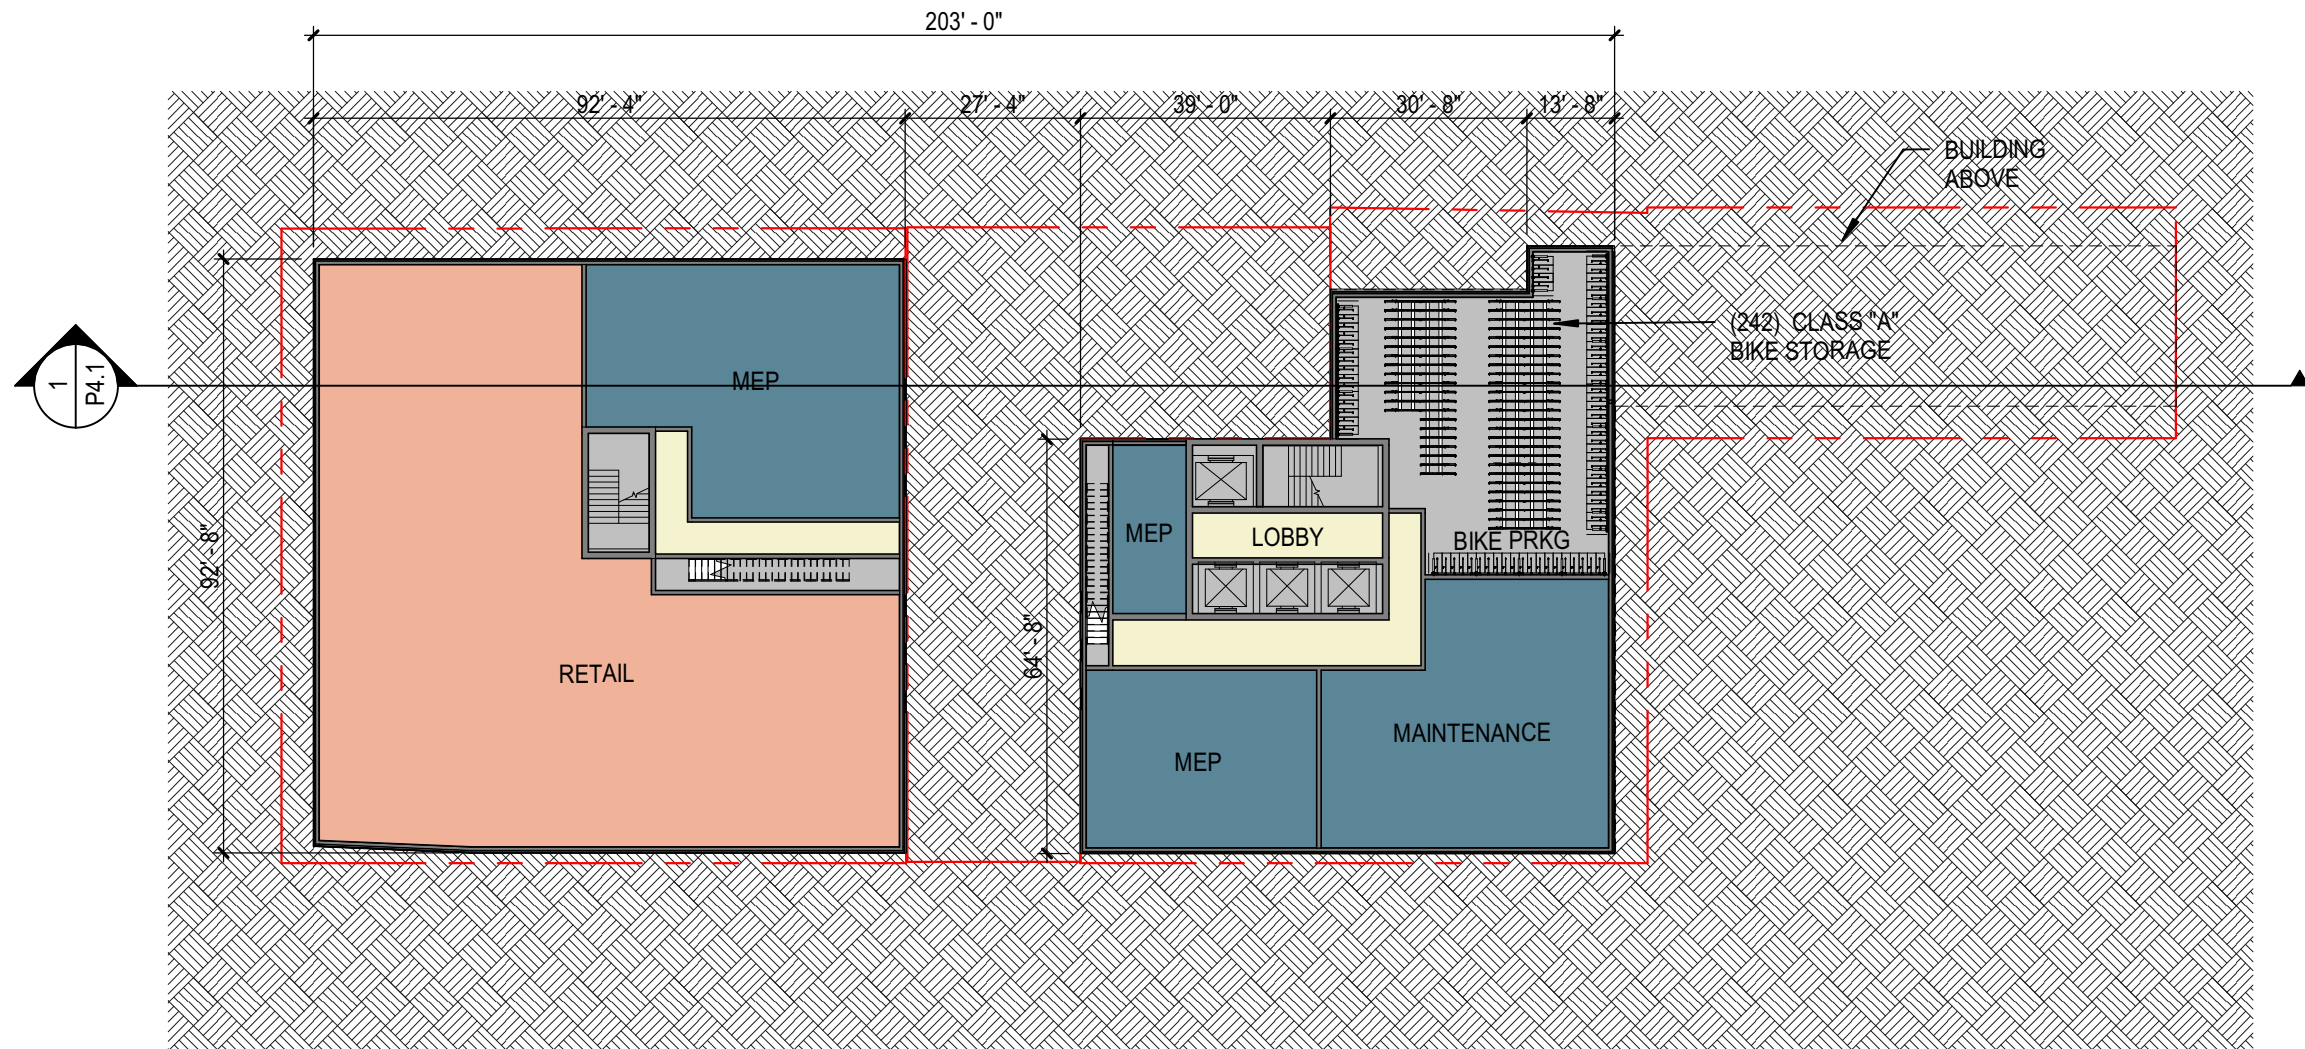 203' - 0"
92' - 4"
27' - 4"
39' - 0"
30' - 8"
13' - 8"
BUILDING
ABOVE
(242) CLASS "A"
BIKE STORAGE
1
P4.1
MEP
92' - 8"
MEP
LOBBY
BIKE PRKG
64' - 8"
RETAIL
MAINTENANCE
MEP